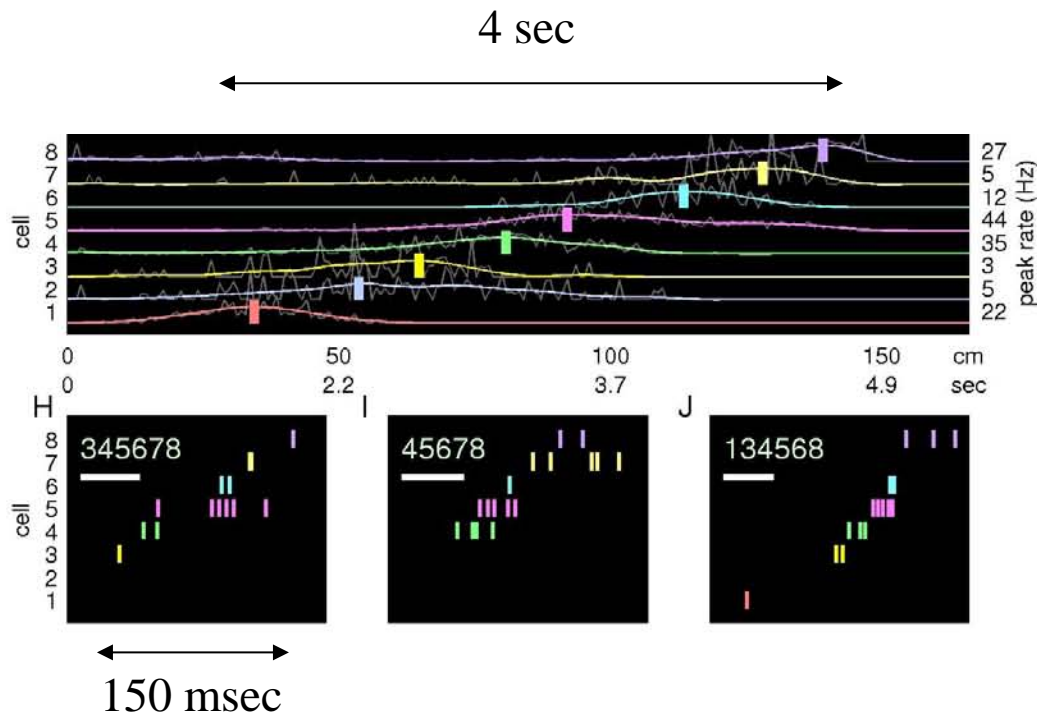 4 sec
8 27
7 5
6 12
5 44
4 35
3 3
2 5
1 22
cell
peak rate (Hz)
0 50 100 150 cm
0 2.2 3.7 4.9 sec
H I J
345678 45678 134568
8
7
6
5
4
3
2
1
cell
150 msec